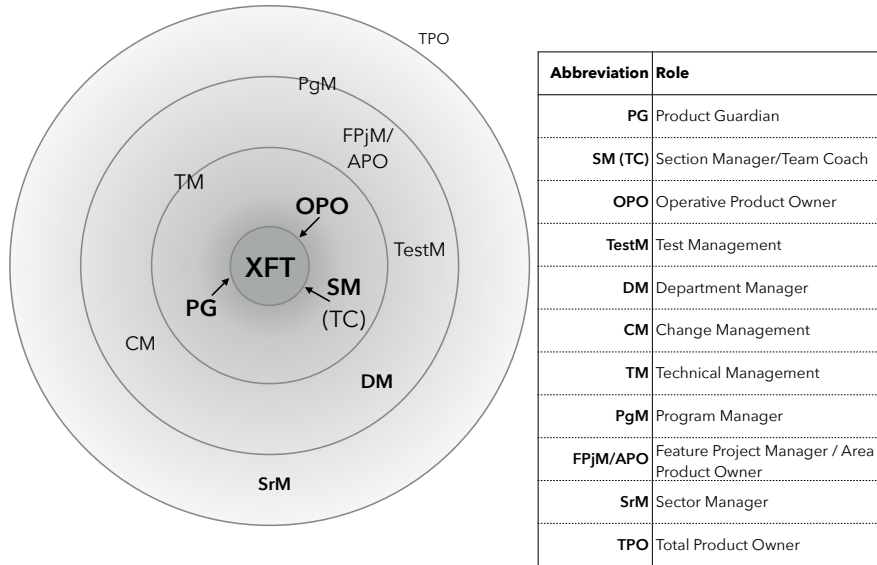 TPO
PgM
FPjM/
APO
TM
OPO
TestM
XFT
SM
PG
(TC)
CM
DM
SrM
Abbreviation Role
PG Product Guardian
SM (TC) Section Manager/Team Coach
OPO Operative Product Owner
TestM Test Management
DM Department Manager
CM Change Management
TM Technical Management
PgM Program Manager
FPjM/APO Feature Project Manager / Area
Product Owner
SrM Sector Manager
TPO Total Product Owner